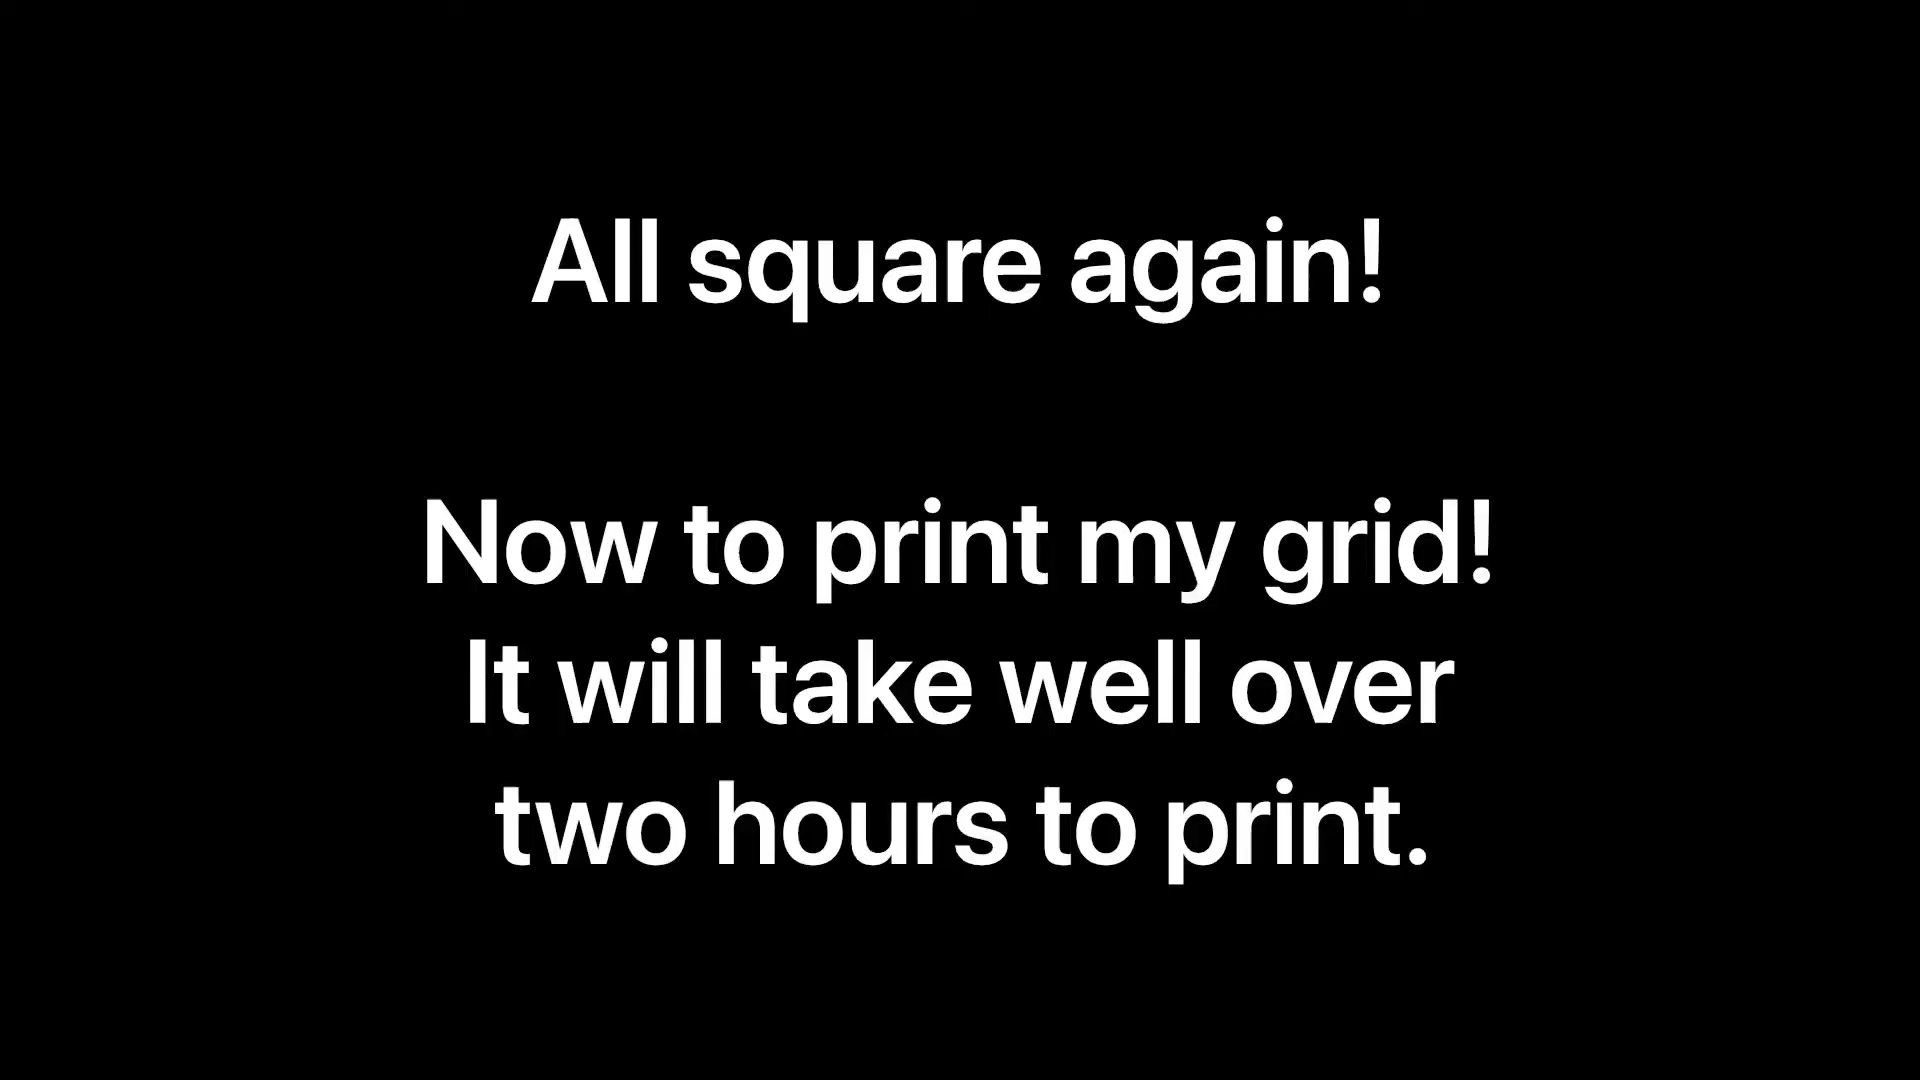 All square again!
Now to print my grid!
It will take well over
two hours to print.